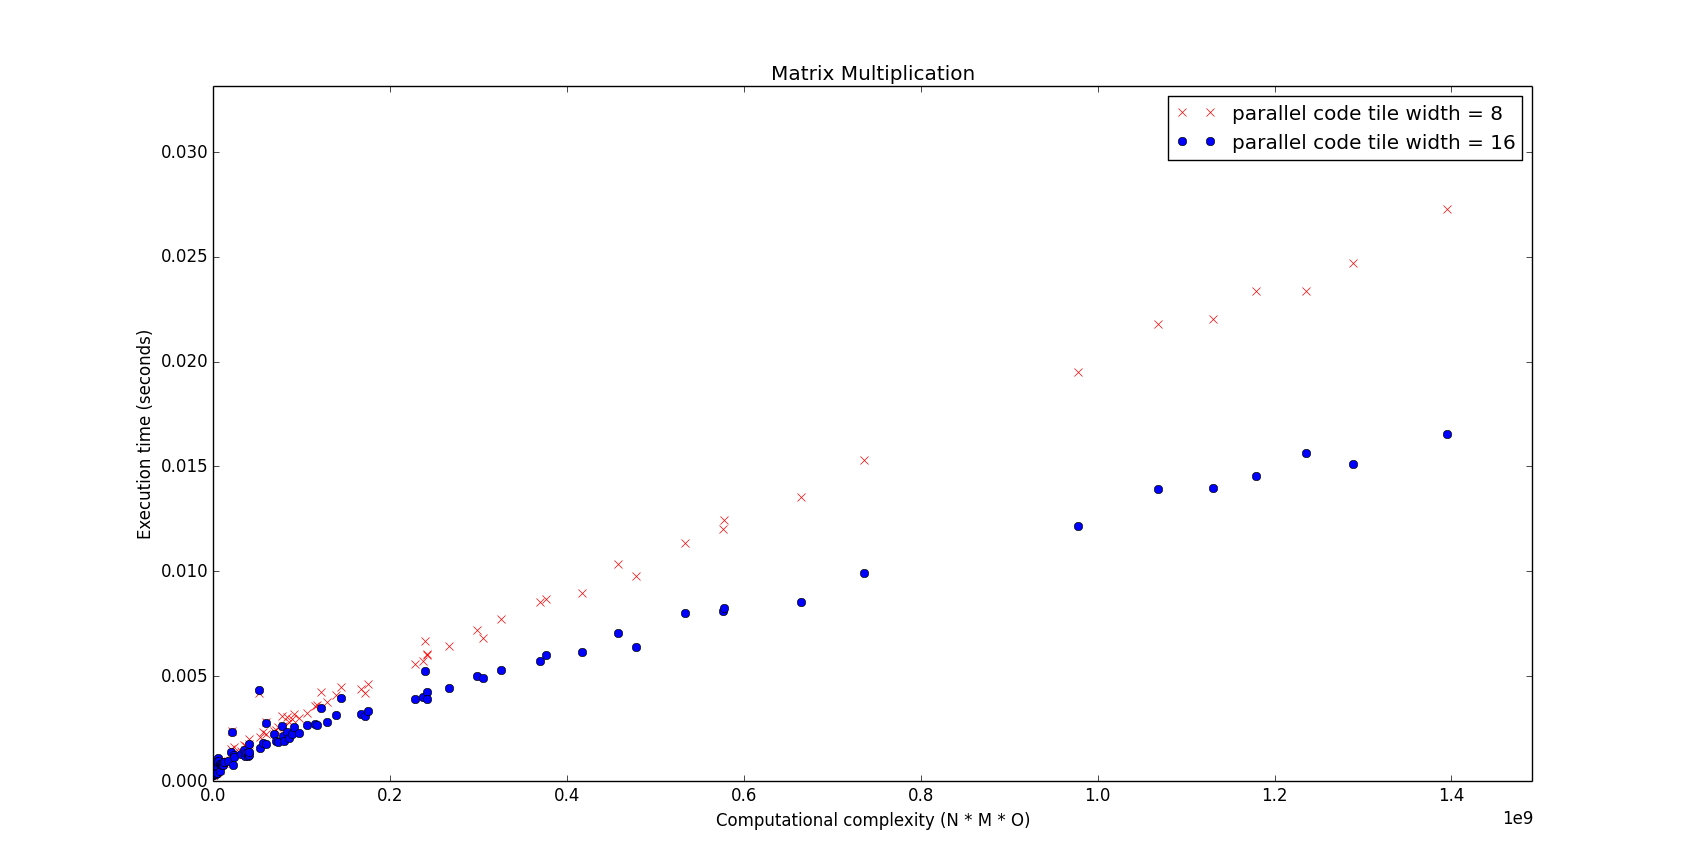 Matrix Multiplication
parallel code tile width = 8
parallel code tile width = 16
0.030
0.025
0.020
0.015
0.010
0.005
0.000
Execution time (seconds)
0.0 0.2 0.4 0.6 0.8 1.0 1.2 1.4
Computational complexity (N * M * O)
1e9